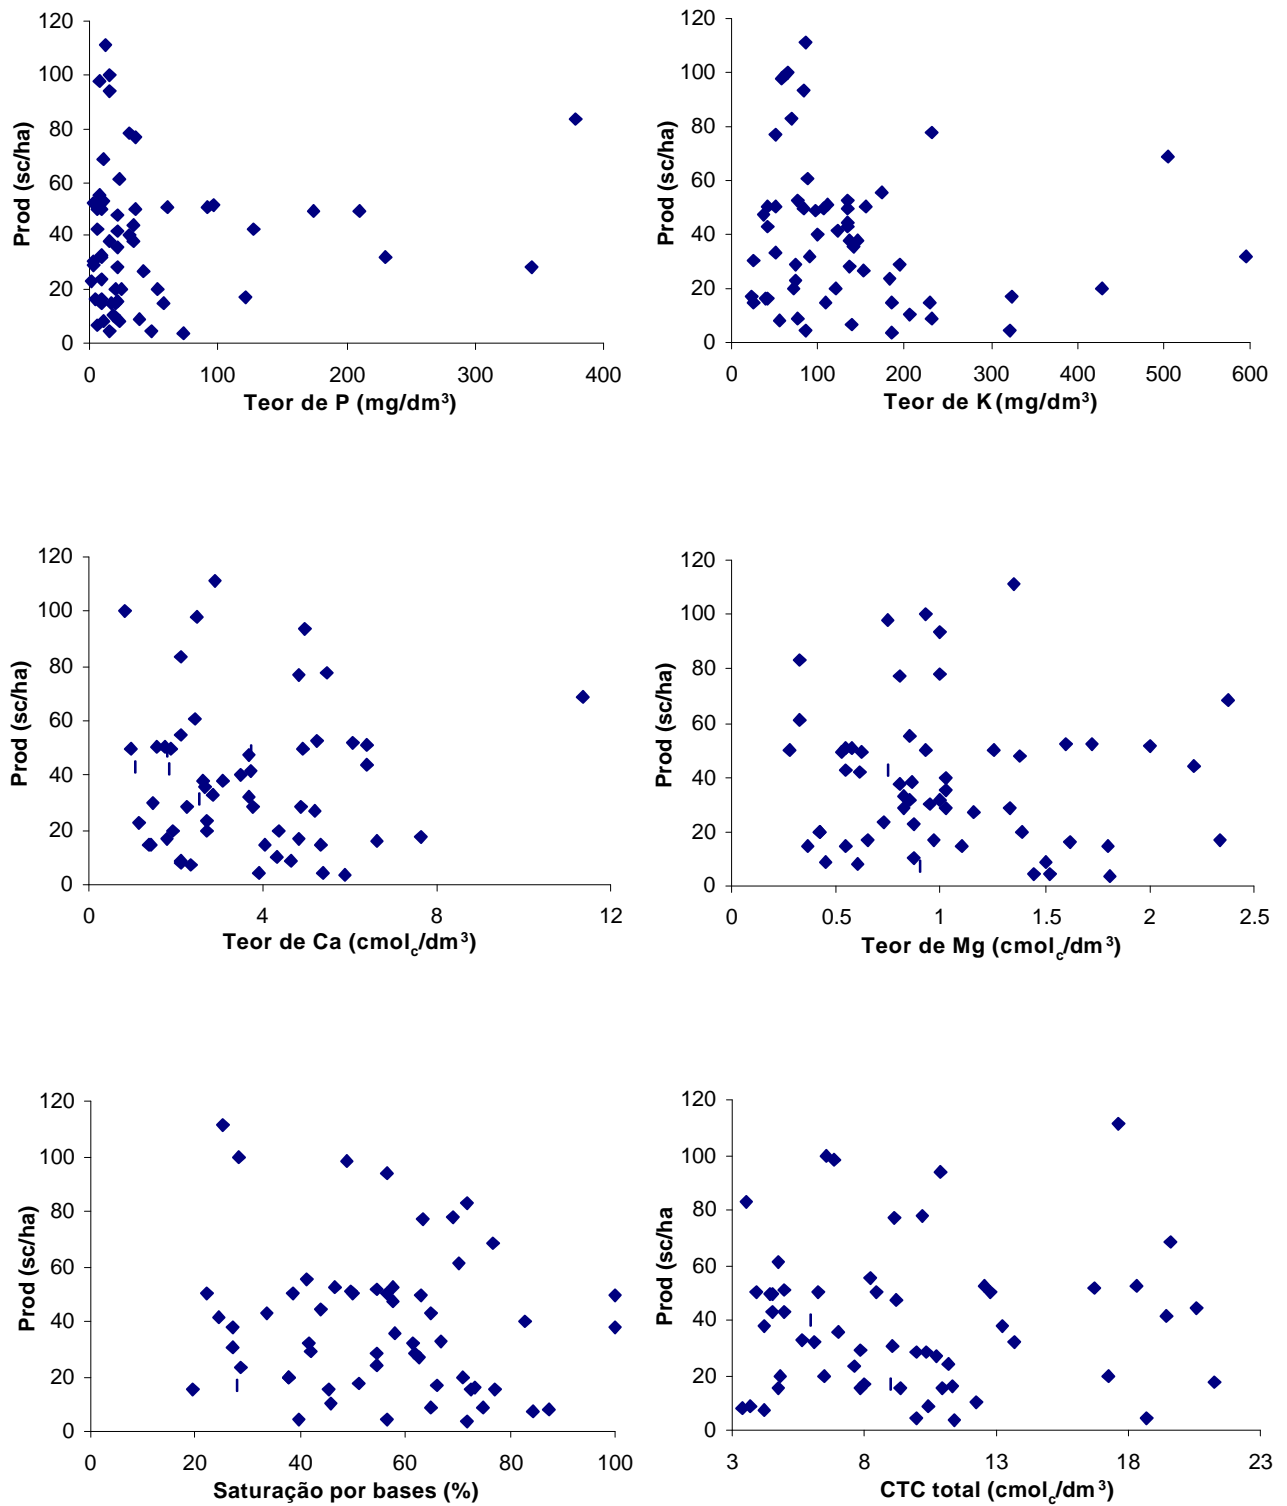 120
100
80
60
40
20
0
Prod (sc/ha)
0 100 200 300 400
Teor de P (mg/dm³)
120
100
80
60
40
20
0
Prod (sc/ha)
0 100 200 300 400 500 600
Teor de K (mg/dm³)
120
100
80
60
40
20
0
Prod (sc/ha)
0 4 8 12
Teor de Ca (cmolc/dm³)
120
100
80
60
40
20
0
Prod (sc/ha)
0 0.5 1 1.5 2 2.5
Teor de Mg (cmolc/dm³)
120
100
80
60
40
20
0
Prod (sc/ha)
0 20 40 60 80 100
Saturação por bases (%)
120
100
80
60
40
20
0
Prod (sc/ha
3 8 13 18 23
CTC total (cmolc/dm³)